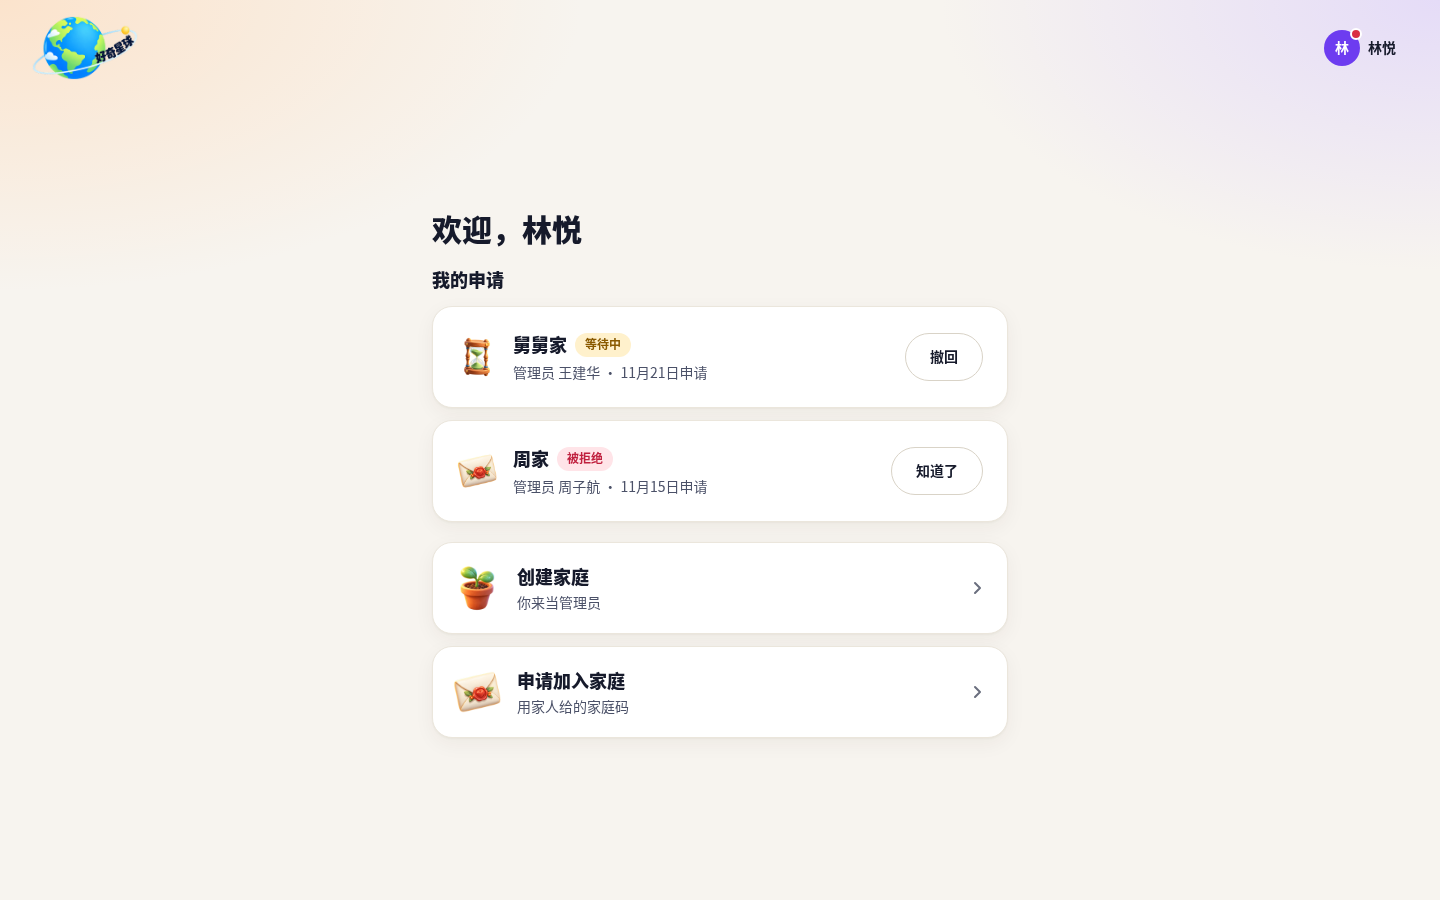 好奇星球
林 林悦
欢迎，林悦
我的申请
舅舅家 等待中
管理员 王建华 · 11月21日申请
撤回
周家 被拒绝
管理员 周子航 · 11月15日申请
知道了
创建家庭
你来当管理员
申请加入家庭
用家人给的家庭码